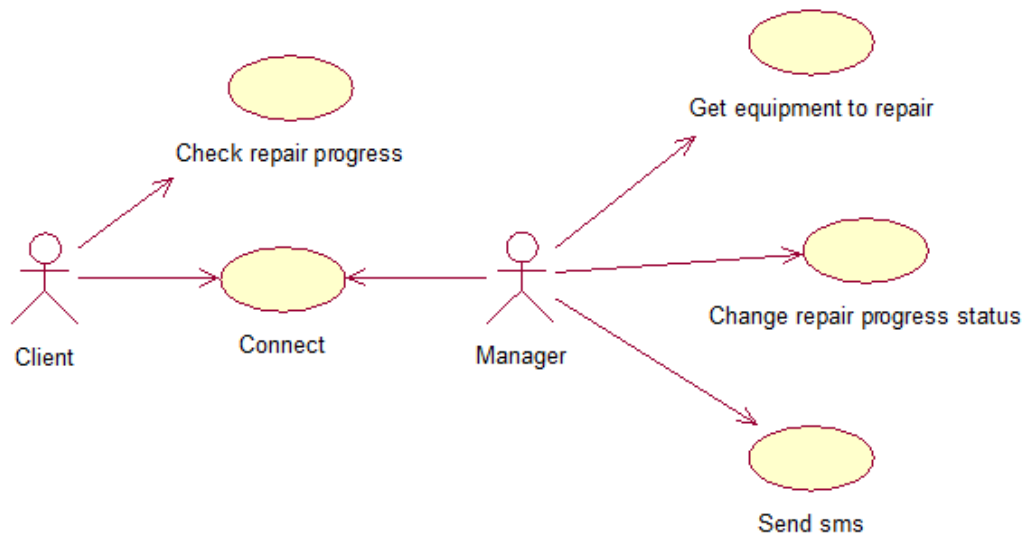 Get equipment to repair
Check repair progress
Change repair progress status
Connect
Client
Manager
Send sms